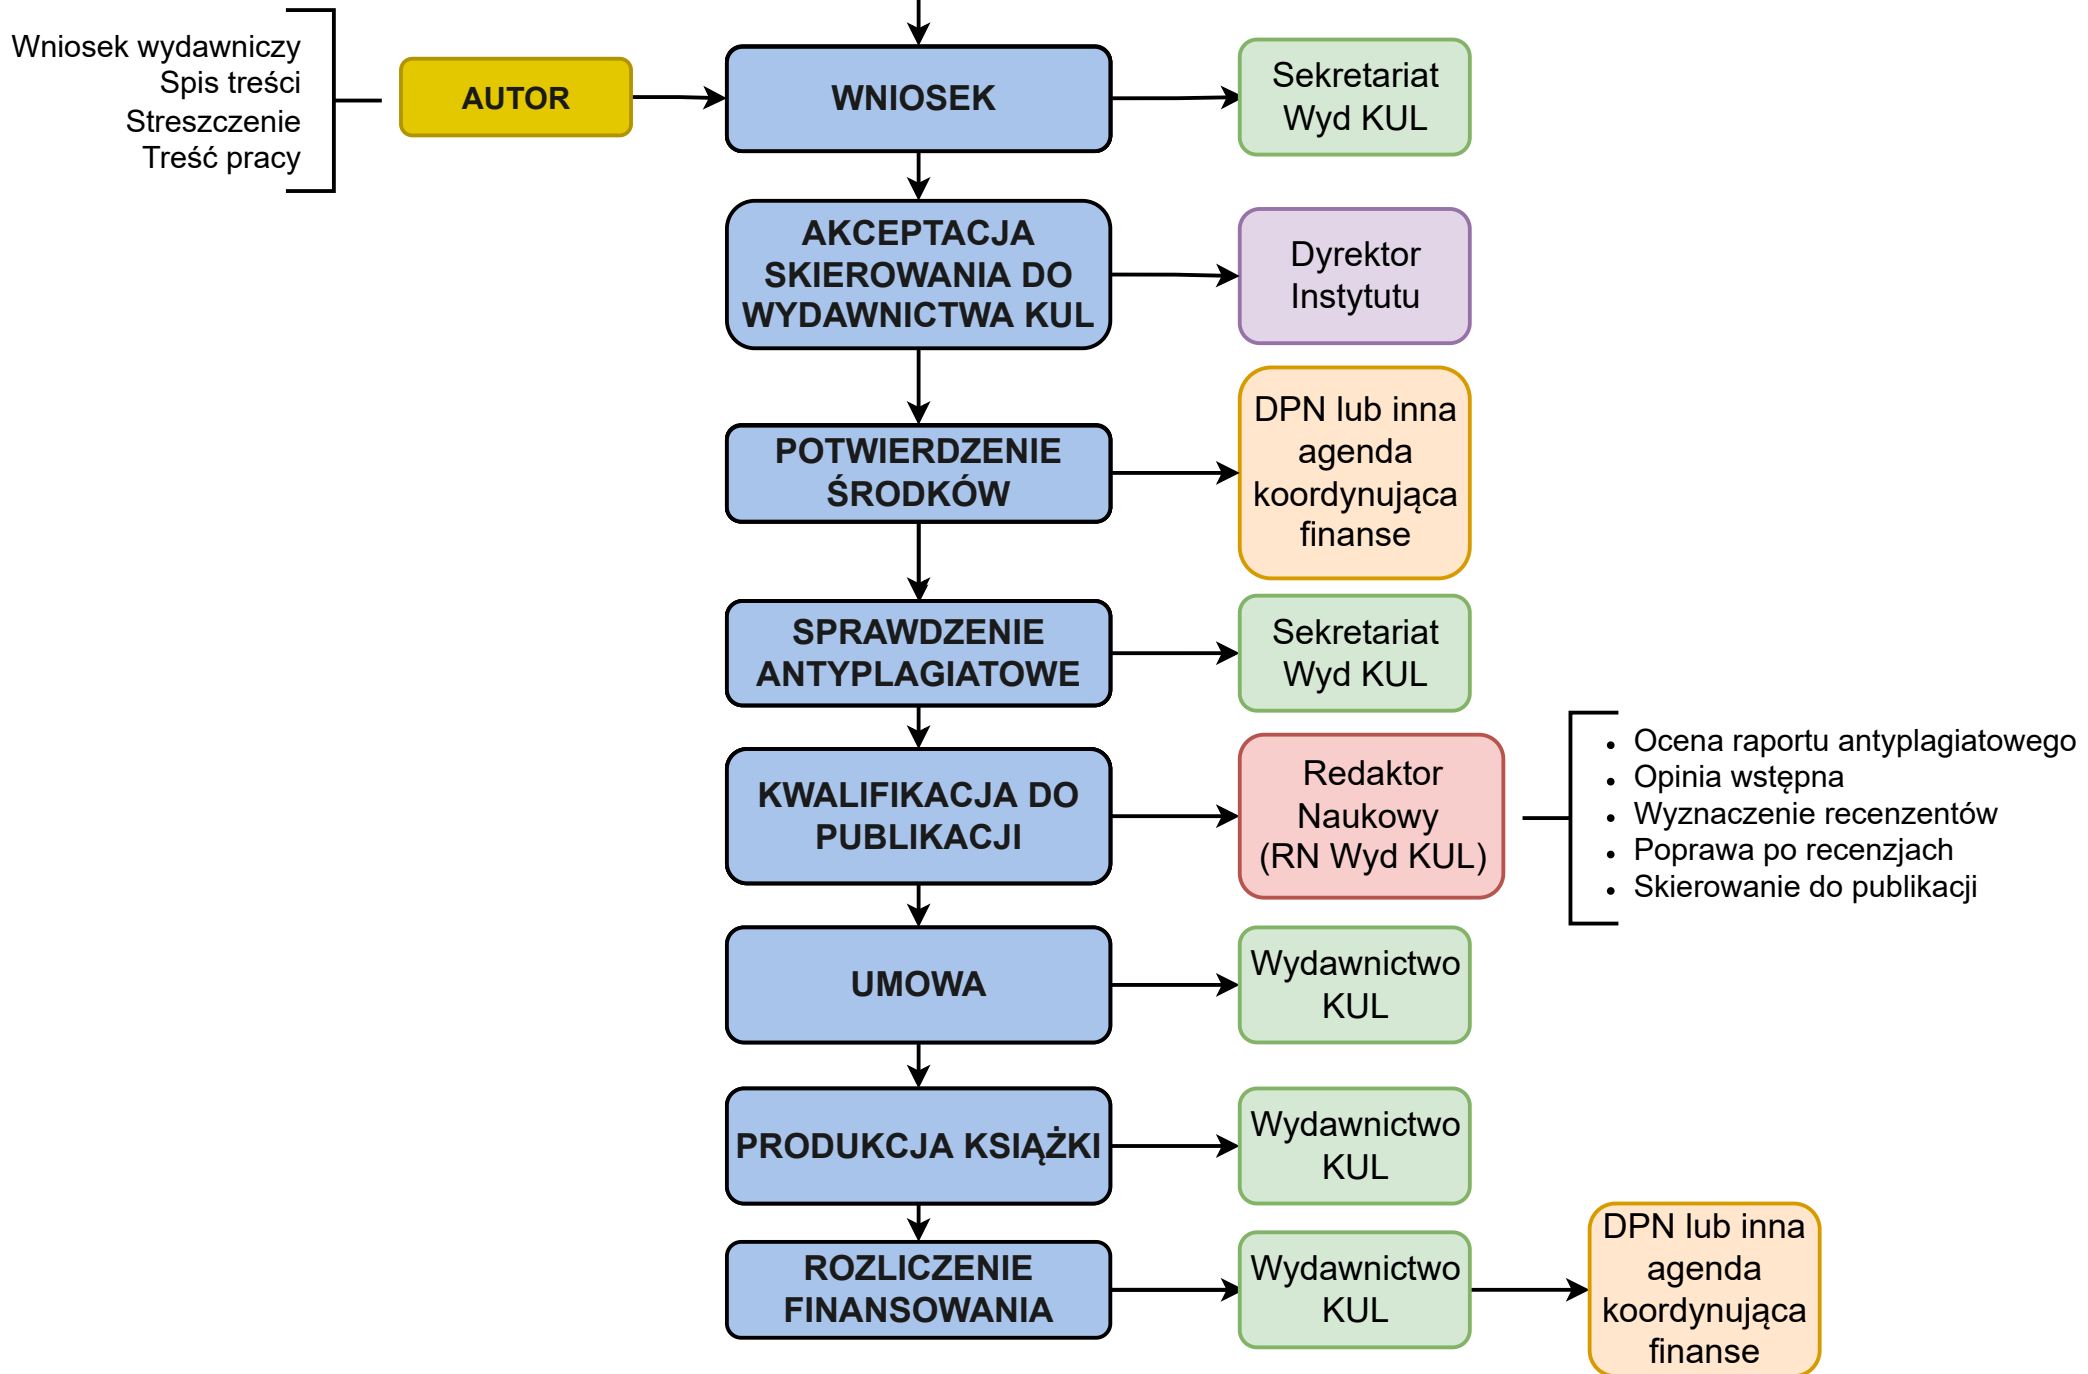 Wniosek wydawniczy
Spis treści
Streszczenie
Treść pracy
AUTOR
WNIOSEK
Sekretariat
Wyd KUL
AKCEPTACJA
SKIEROWANIA DO
WYDAWNICTWA KUL
Dyrektor
Instytutu
POTWIERDZENIE
ŚRODKÓW
DPN lub inna
agenda
koordynująca
finanse
SPRAWDZENIE
ANTYPLAGIATOWE
Sekretariat
Wyd KUL
KWALIFIKACJA DO
PUBLIKACJI
Redaktor
Naukowy
(RN Wyd KUL)
• Ocena raportu antyplagiatowego
• Opinia wstępna
• Wyznaczenie recenzentów
• Poprawa po recenzjach
• Skierowanie do publikacji
UMOWA
Wydawnictwo
KUL
PRODUKCJA KSIĄŻKI
Wydawnictwo
KUL
ROZLICZENIE
FINANSOWANIA
Wydawnictwo
KUL
DPN lub inna
agenda
koordynująca
finanse